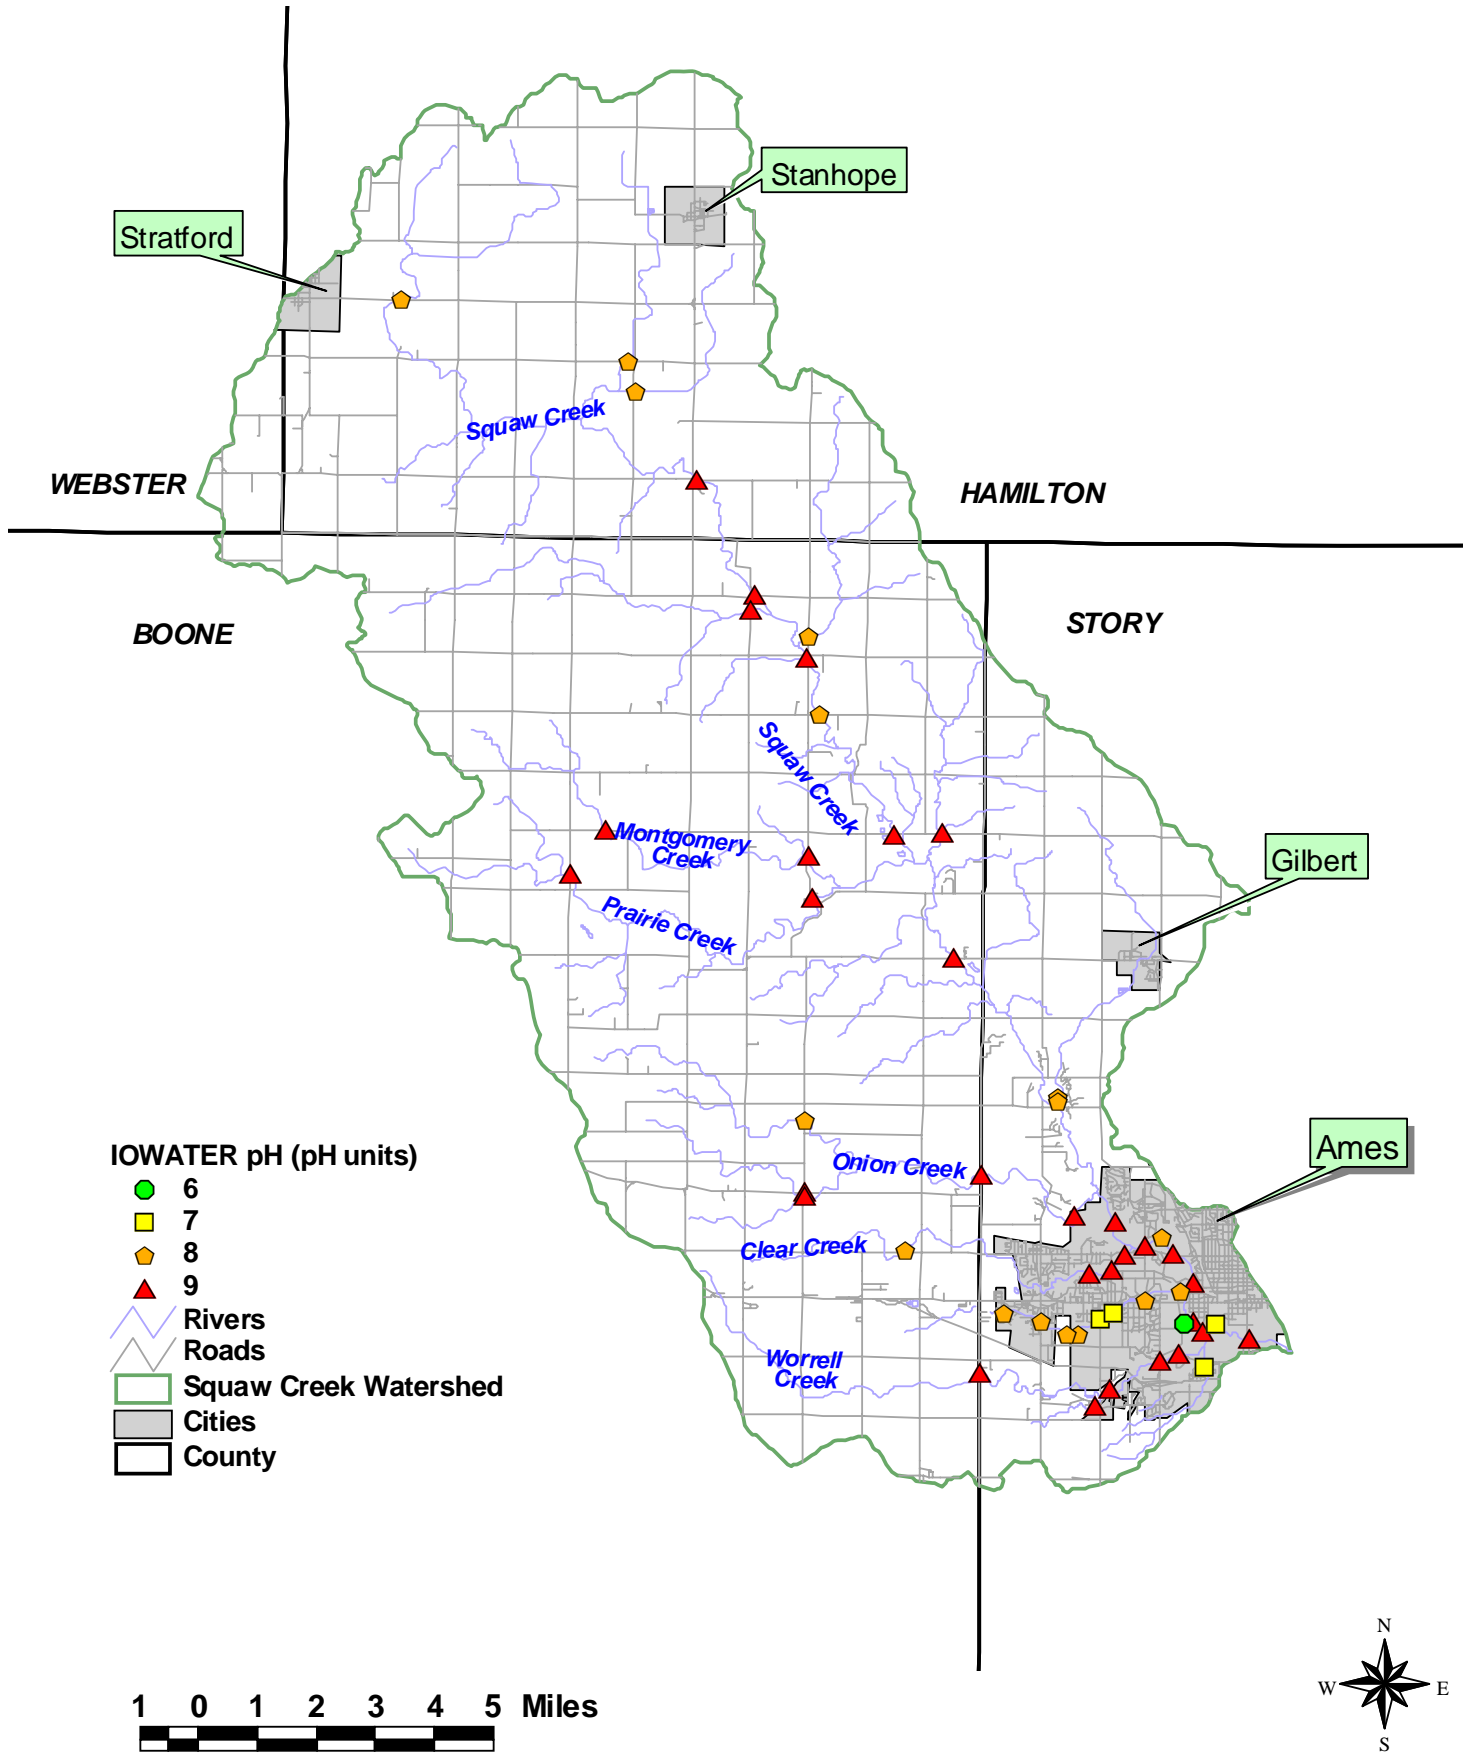 Stanhope
Stratford
Squaw Creek
WEBSTER
HAMILTON
BOONE
STORY
Squaw Creek
Montgomery
Creek
Gilbert
Prairie Creek
Ames
Onion Creek
Clear Creek
Worrell
Creek
IOWATER pH (pH units)
6
7
8
9
Rivers
Roads
Squaw Creek Watershed
Cities
County
N
W E
S
1 0 1 2 3 4 5 Miles